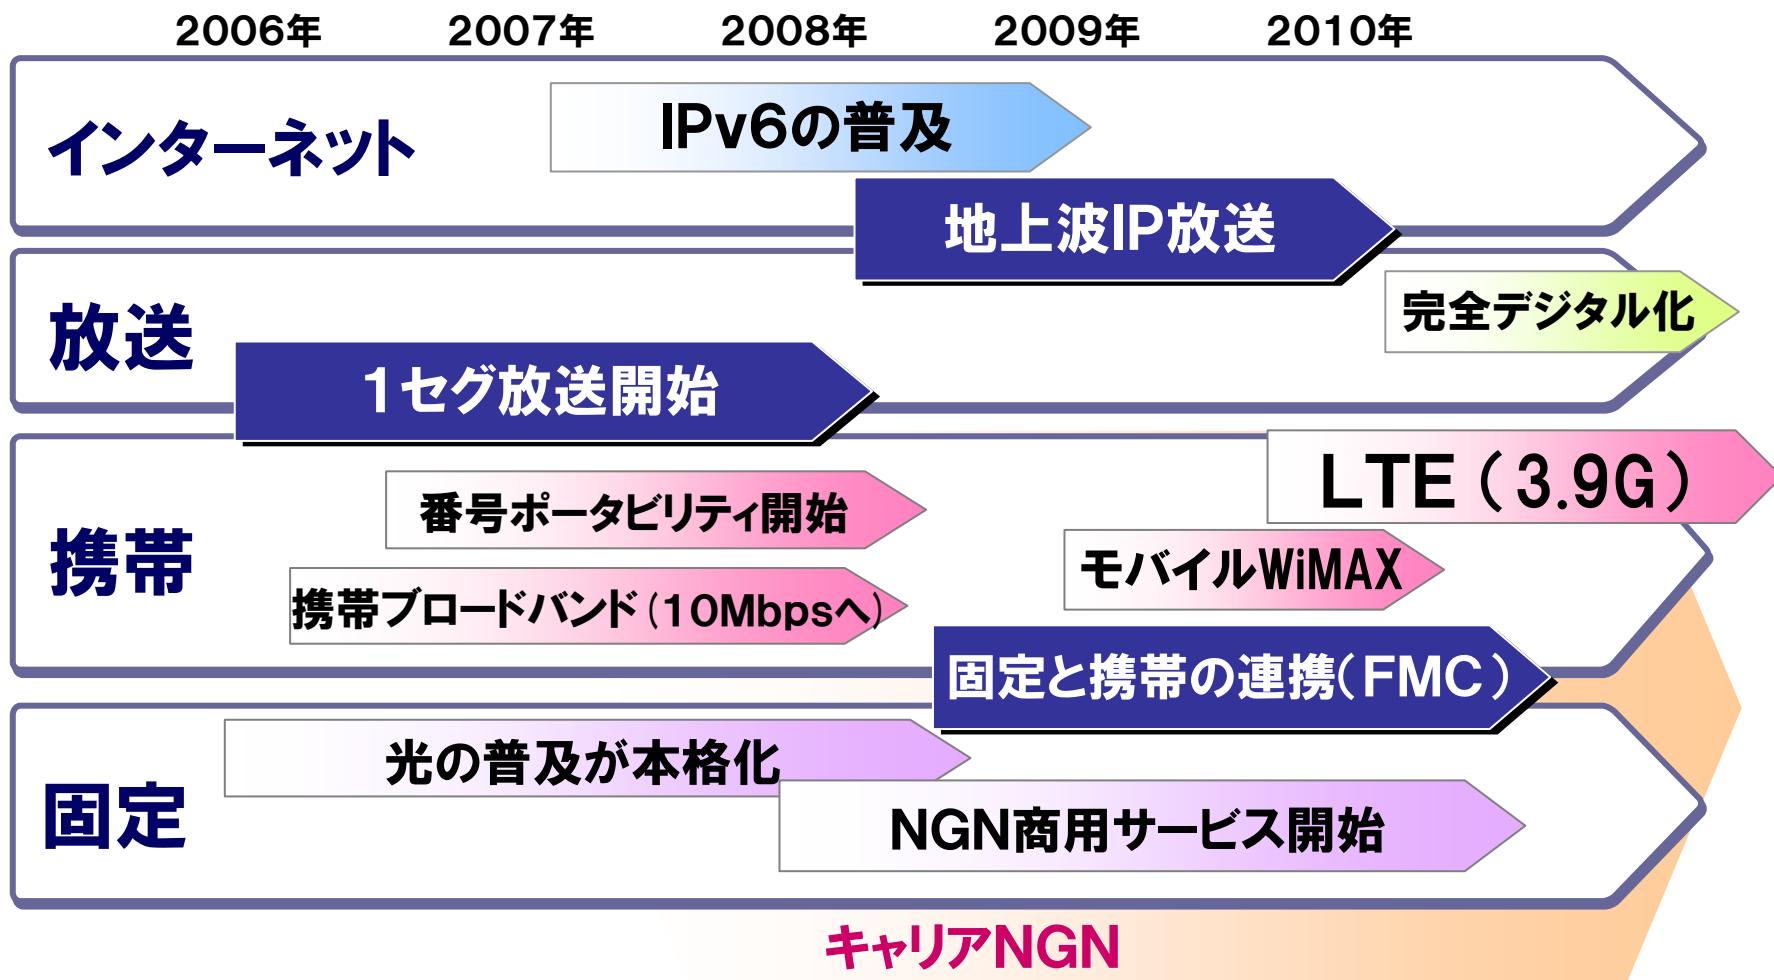 2006年 2007年 2008年 2009年 2010年
インターネット
IPv6の普及
地上波IP放送
放送
完全デジタル化
1セグ放送開始
携帯
LTE(3.9G)
番号ポータビリティ開始
モバイルWiMAX
携帯ブロードバンド(10Mbpsへ)
固定と携帯の連携(FMC)
固定
光の普及が本格化
NGN商用サービス開始
キャリアNGN